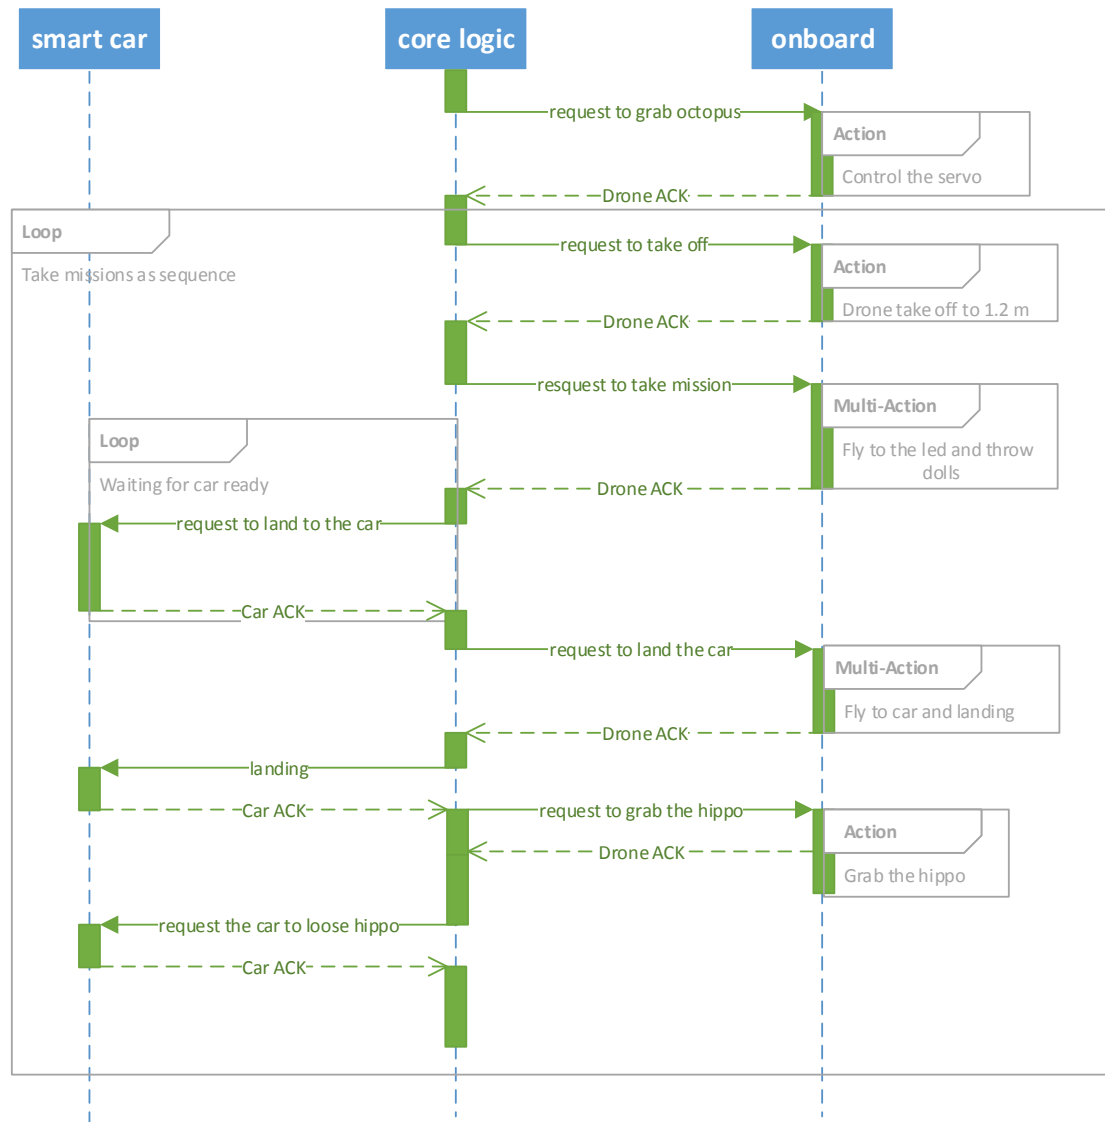 smart car
core logic
onboard
request to grab octopus
Action
Control the servo
Drone ACK
Loop
Take missions as sequence
request to take off
Action
Drone take off to 1.2 m
Drone ACK
resquest to take mission
Multi-Action
Fly to the led and throw
dolls
Loop
Waiting for car ready
Drone ACK
request to land to the car
Car ACK
request to land the car
Multi-Action
Fly to car and landing
Drone ACK
landing
Car ACK
request to grab the hippo
Action
Drone ACK
Grab the hippo
request the car to loose hippo
Car ACK